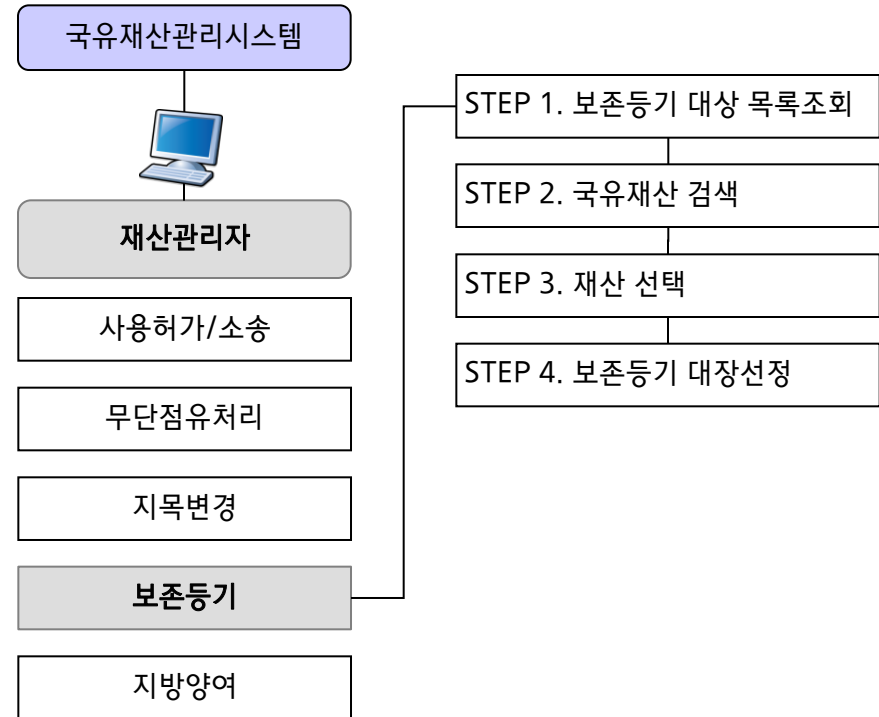 국유재산관리시스템
재산관리자
사용허가/소송
무단점유처리
지목변경
보존등기
지방양여
STEP 1. 보존등기 대상 목록조회
STEP 2. 국유재산 검색
STEP 3. 재산 선택
STEP 4. 보존등기 대장선정